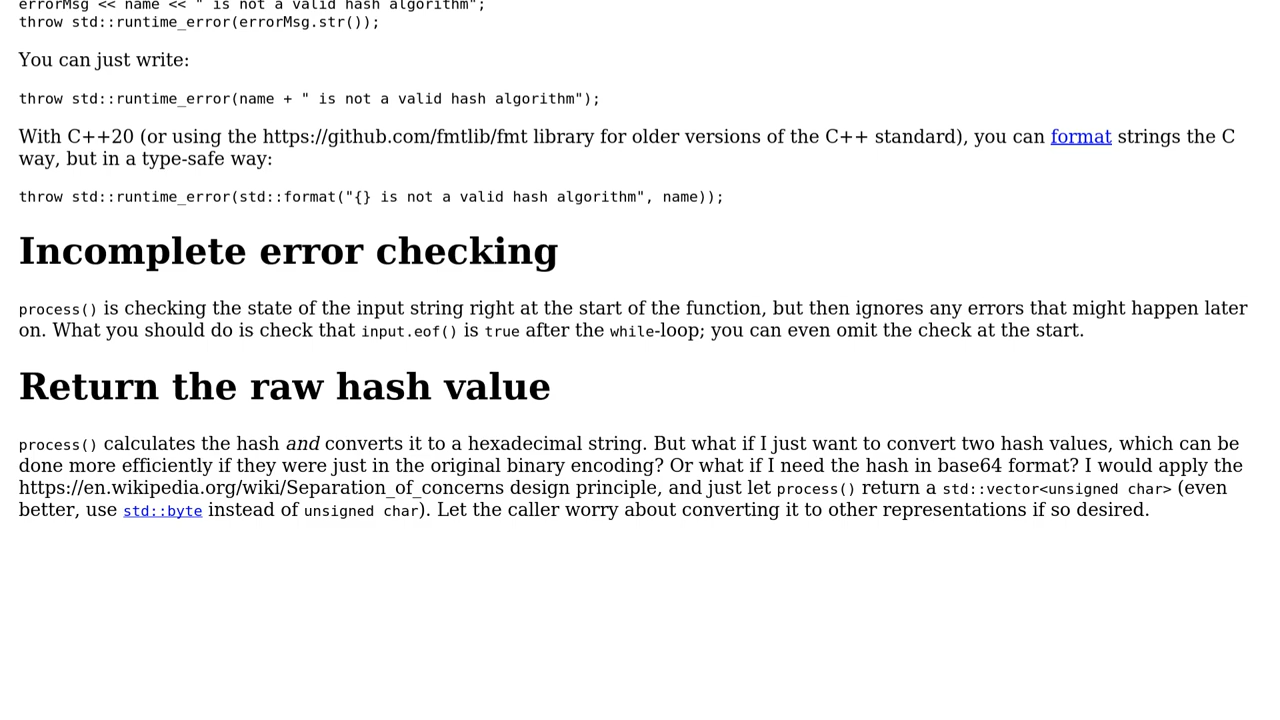 errorMsg << name << " is not a valid hash algorithm";
throw std::runtime_error(errorMsg.str());
You can just write:
throw std::runtime_error(name + " is not a valid hash algorithm");
With C++20 (or using the https://github.com/fmtlib/fmt library for older versions of the C++ standard), you can format strings the C
way, but in a type-safe way:
throw std::runtime_error(std::format("{} is not a valid hash algorithm", name));
Incomplete error checking
process() is checking the state of the input string right at the start of the function, but then ignores any errors that might happen later
on. What you should do is check that input.eof() is true after the while-loop; you can even omit the check at the start.
Return the raw hash value
process() calculates the hash and converts it to a hexadecimal string. But what if I just want to convert two hash values, which can be
done more efficiently if they were just in the original binary encoding? Or what if I need the hash in base64 format? I would apply the
https://en.wikipedia.org/wiki/Separation_of_concerns design principle, and just let process() return a std::vector<unsigned char> (even
better, use std::byte instead of unsigned char). Let the caller worry about converting it to other representations if so desired.